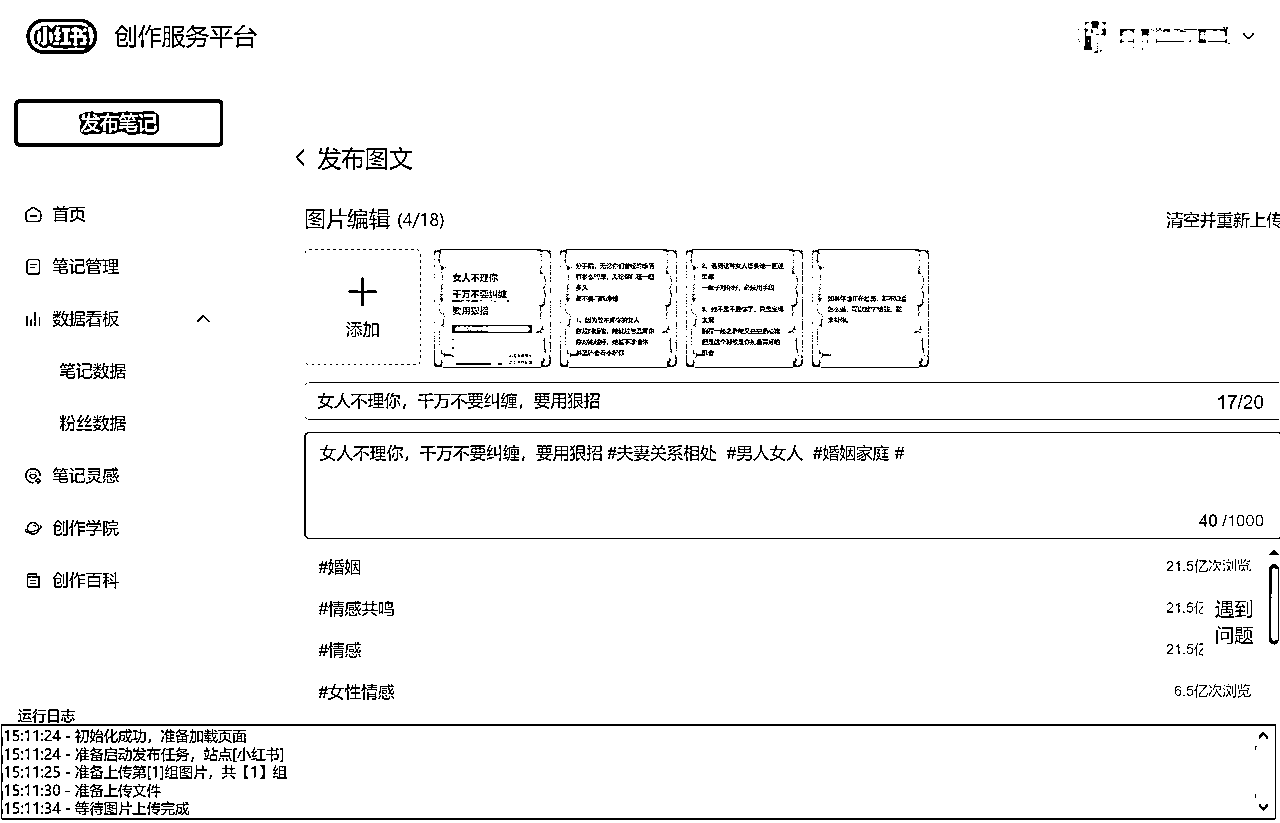 小红书 创作服务平台
发布笔记
首页
笔记管理
数据看板
笔记数据
粉丝数据
笔记灵感
创作学院
创作百科
发布图文
图片编辑 (4/18)
清空并重新上传
添加
女人不理你
千万不要纠缠
要用狠招
女人不理你，千万不要纠缠，要用狠招
17/20
女人不理你，千万不要纠缠，要用狠招 #夫妻关系相处 #男人女人 #婚姻家庭 #
40 /1000
#婚姻
21.5亿次浏览
#情感共鸣
21.5亿
#情感
21.5亿
#女性情感
6.5亿次浏览
遇到
问题
运行日志
15:11:24 - 初始化成功，准备加载页面
15:11:24 - 准备启动发布任务，站点[小红书]
15:11:25 - 准备上传第[1]组图片，共【1】组
15:11:30 - 准备上传文件
15:11:34 - 等待图片上传完成